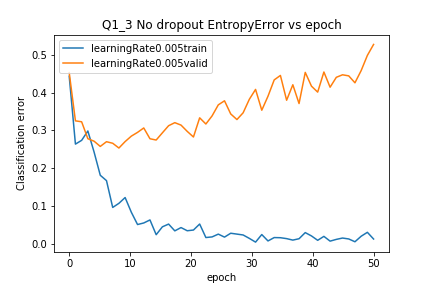 Q1_3 No dropout EntropyError vs epoch
learningRate0.005train
learningRate0.005valid
Classification error
0.5
0.4
0.3
0.2
0.1
0.0
0
10
20
30
40
50
epoch